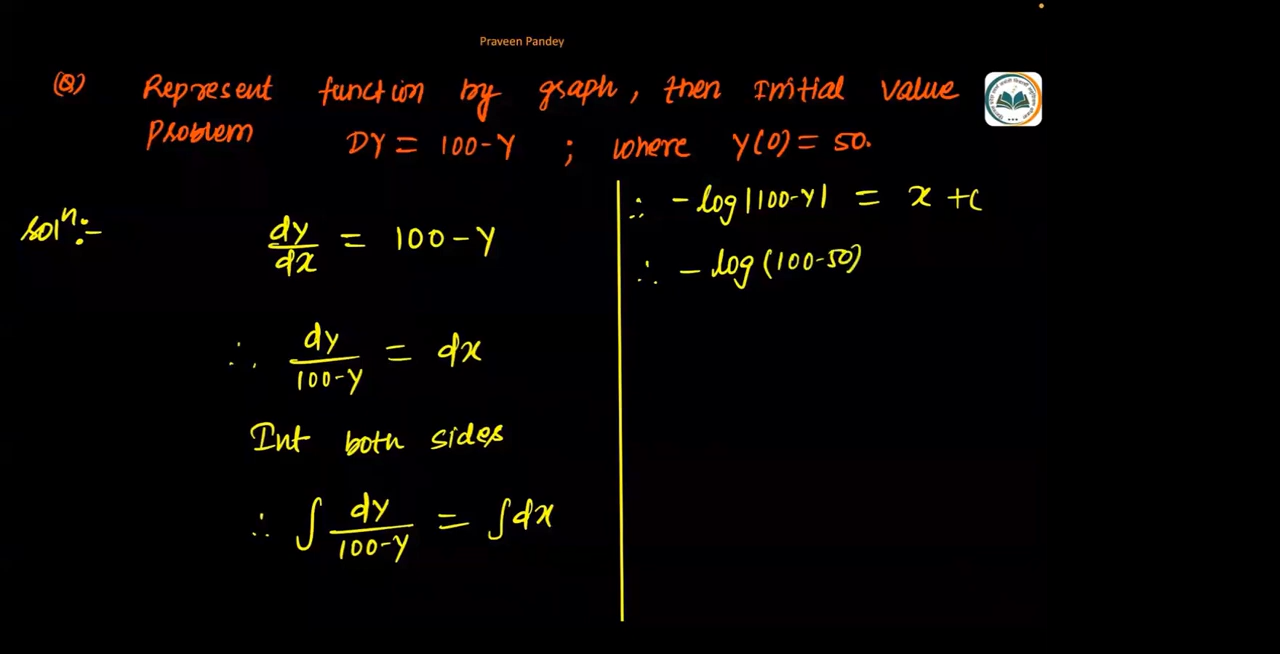 Praveen Pandey
(Q) Represent function by graph, then Initial value
Problem DY = 100-Y ; where Y(0) = 50.
Solⁿ:-
dy/dx = 100-Y
∴ dy/100-Y = dx
Int both sides
∴ ∫ dy/100-Y = ∫dx
∴ -log|100-Y| = x +c
∴ -log(100-50)